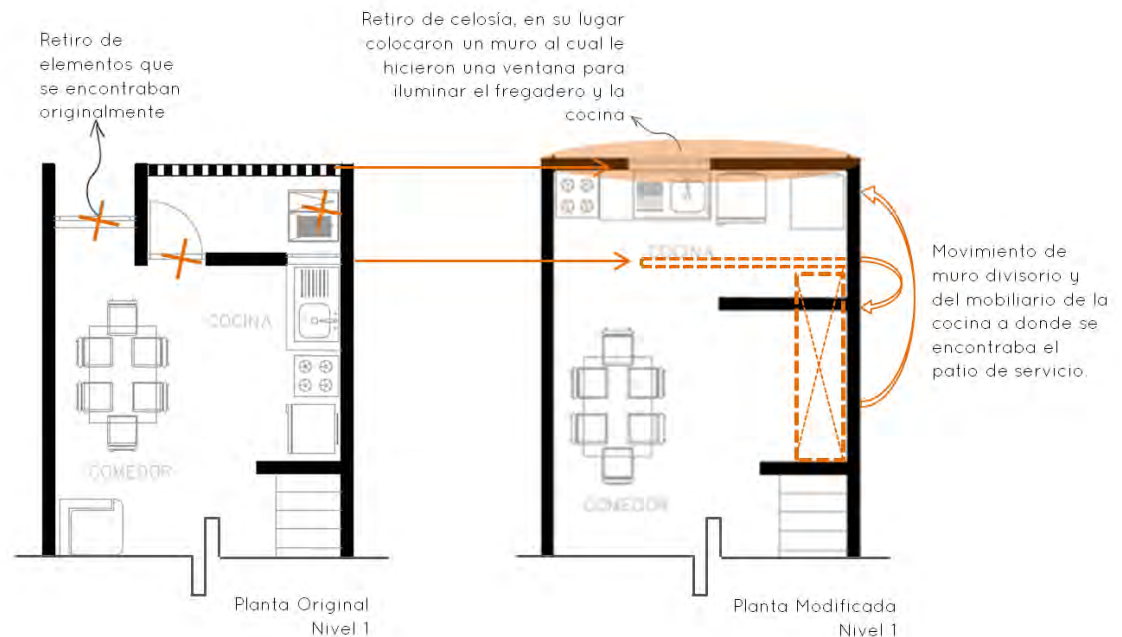 Retiro de
elementos que
se encontraban
originalmente
Retiro de celosía, en su lugar
colocaron un muro al cual le
hicieron una ventana para
iluminar el fregadero y la
cocina
COCINA
COMEDOR
Planta Original
Nivel 1
COCINA
COMEDOR
Movimiento de
muro divisorio y
del mobiliario de la
cocina a donde se
encontraba el
patio de servicio.
Planta Modificada
Nivel 1